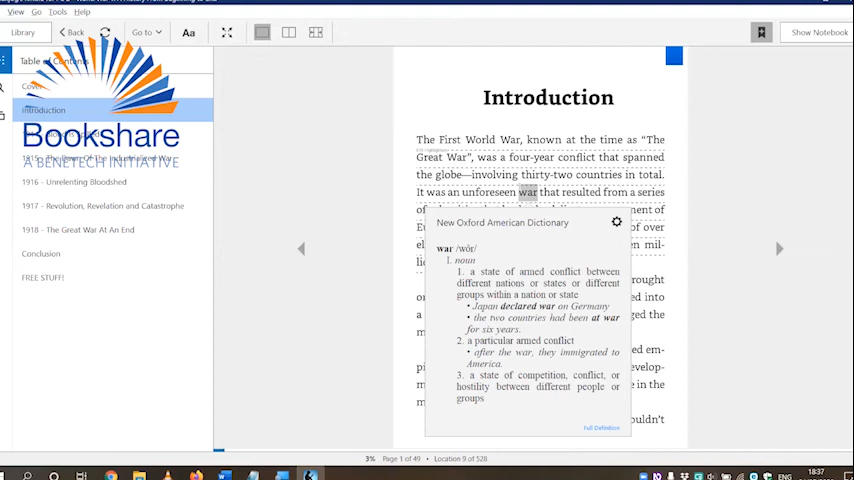 View Go Tools Help
Library
Back
Go to
Aa
Show Notebook
Table of Contents
Cover
Introduction
Bookshare
A BENETECH INITIATIVE
1916 - Unrelenting Bloodshed
1917 - Revolution, Revelation and Catastrophe
1918 - The Great War At An End
Conclusion
FREE STUFF!
Introduction
The First World War, known at the time as “The
Great War”, was a four-year conflict that spanned
the globe—involving thirty-two countries in total.
It was an unforeseen war that resulted from a series
New Oxford American Dictionary
war /wôr/
I. noun
1. a state of armed conflict between
different nations or states or different
groups within a nation or state
• Japan declared war on Germany
• the two countries had been at war
for six years.
2. a particular armed conflict
• after the war, they immigrated to
America.
3. a state of competition, conflict, or
hostility between different people or
groups
Full Definition
3% Page 1 of 49 • Location 9 of 528
ENG
18:37